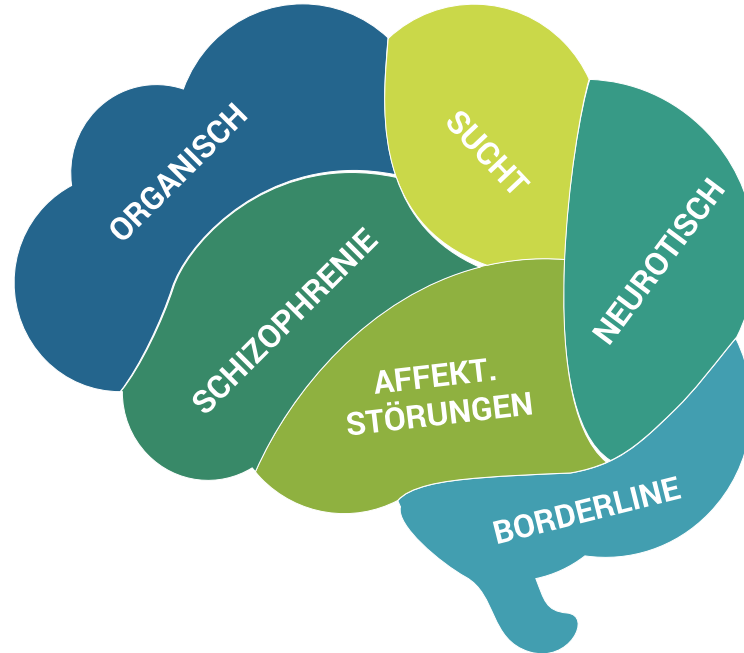 ORGANISCH
SUCHT
NEUROTISCH
SCHIZOPHRENIE
AFFEKT.
STÖRUNGEN
BORDERLINE